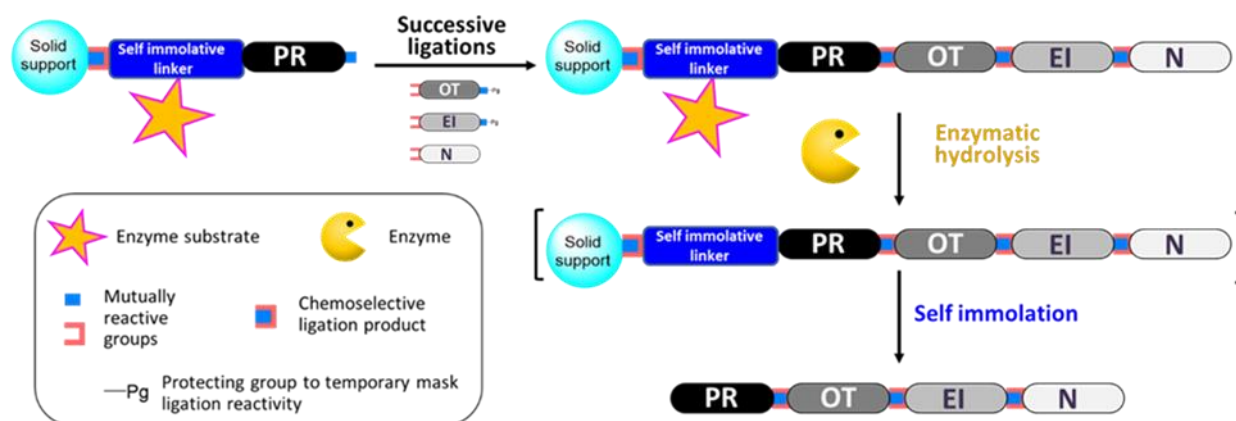 Solid
support
Self immolative
linker
PR
Successive
ligations
OT
Pg
EI
Pg
N
Solid
support
Self immolative
linker
PR
OT
EI
N
Enzymatic
hydrolysis
Enzyme substrate
Enzyme
Mutually
reactive
groups
Chemoselective
ligation product
—Pg
Protecting group to temporary mask
ligation reactivity
Solid
support
Self immolative
linker
PR
OT
EI
N
Self immolation
PR
OT
EI
N